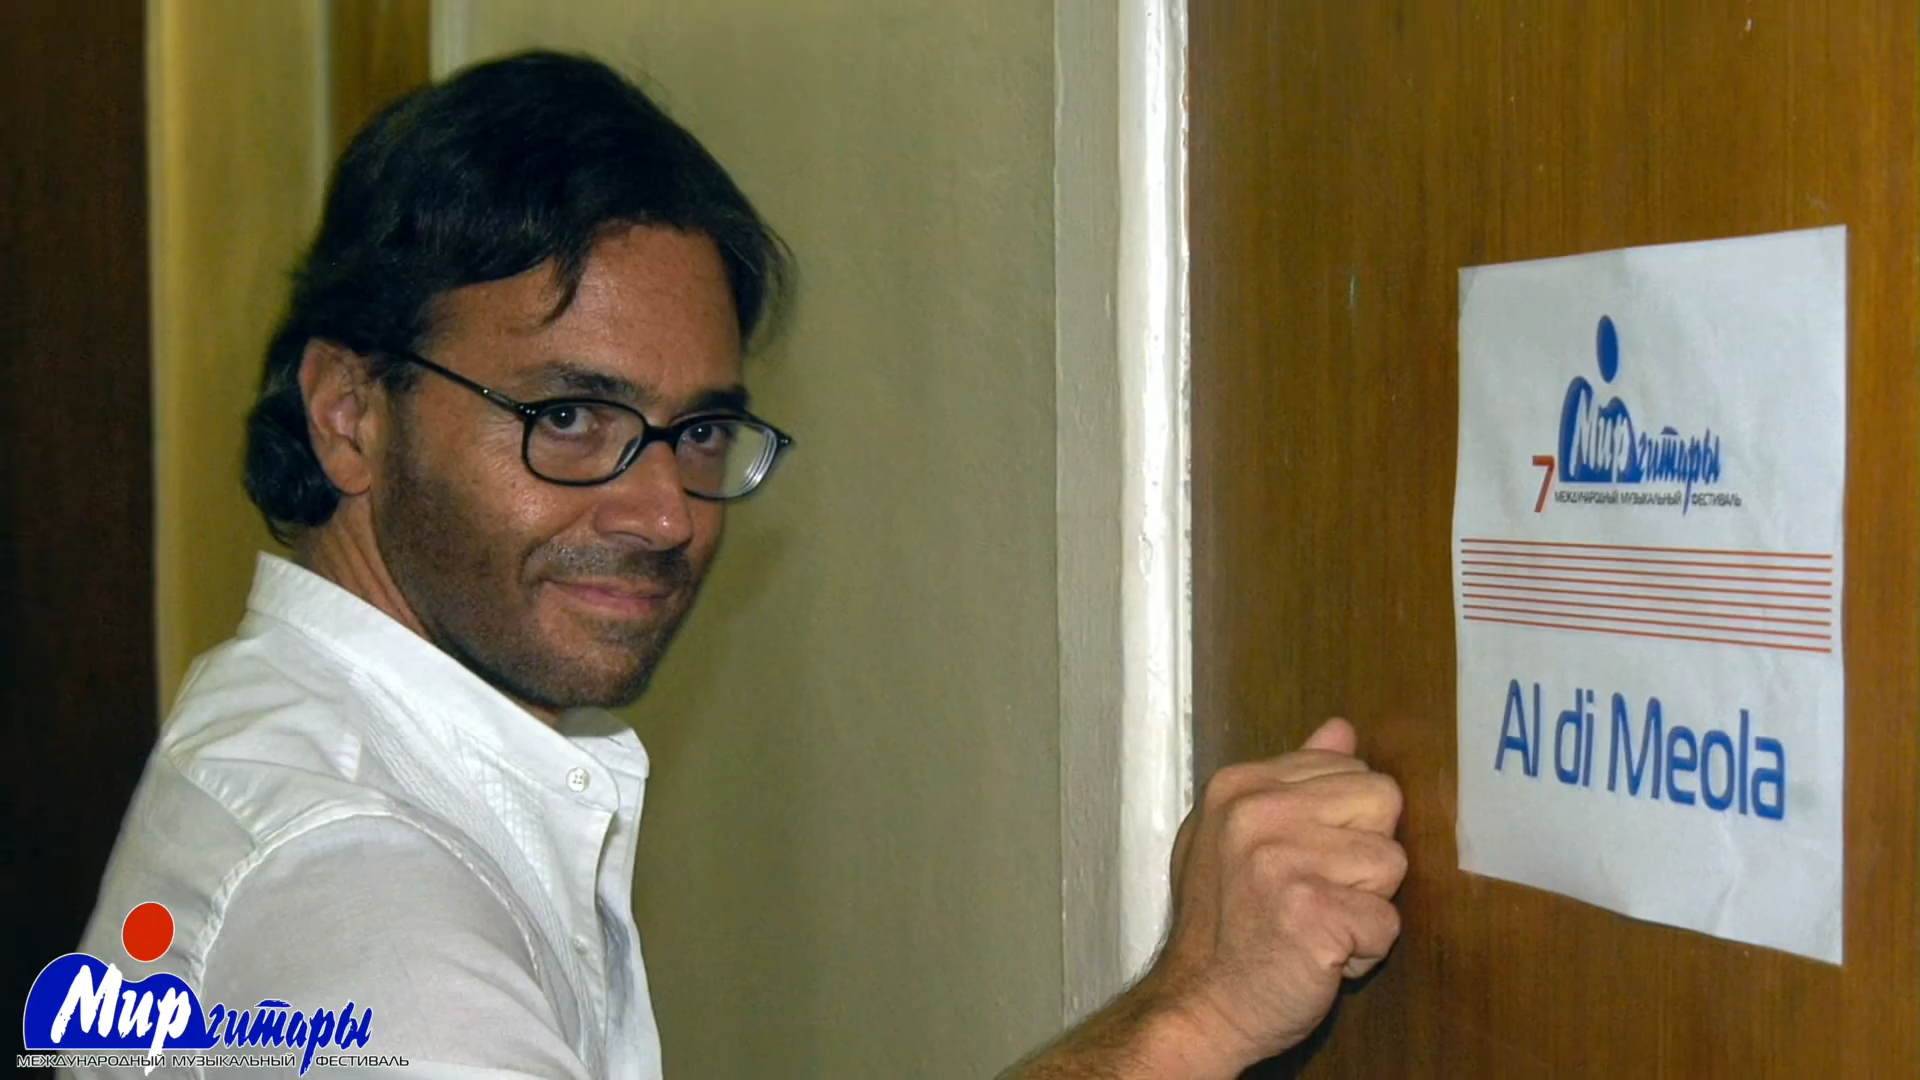 Мир гитары
7 МЕЖДУНАРОДНЫЙ МУЗЫКАЛЬНЫЙ ФЕСТИВАЛЬ
Al di Meola
Мир гитары
МЕЖДУНАРОДНЫЙ МУЗЫКАЛЬНЫЙ ФЕСТИВАЛЬ